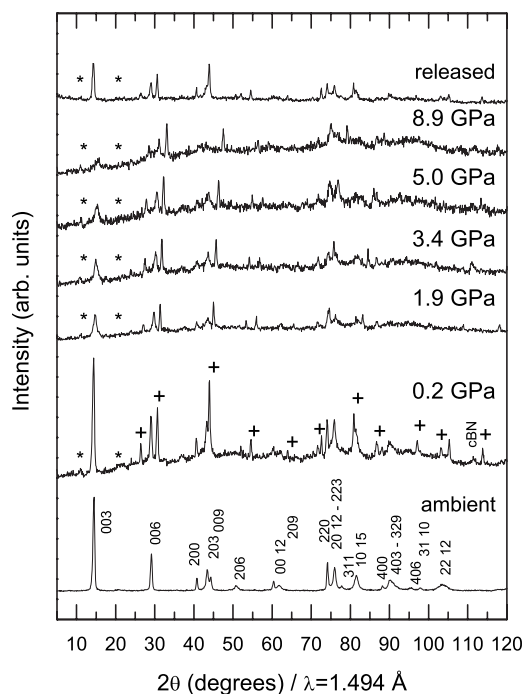 Intensity (arb. units)
released
* *
8.9 GPa
* *
5.0 GPa
* *
3.4 GPa
* *
1.9 GPa
* *
0.2 GPa
+ + + + + + + + + + +
cBN
* *
ambient
003
006
200
203 009
206
00 12
209
220
20 12 - 223
311
10 15
400
403 - 329
406
31 10
22 12
10 20 30 40 50 60 70 80 90 100 110 120
2θ (degrees) / λ=1.494 Å